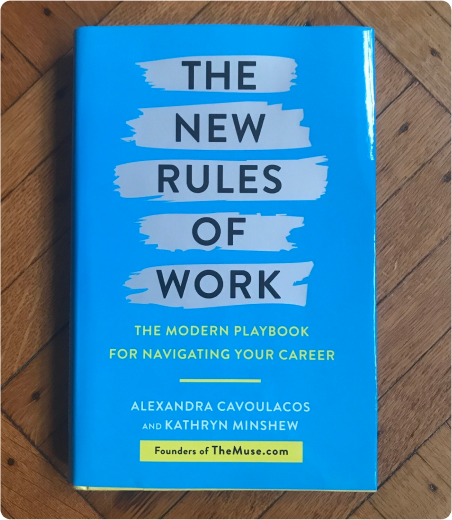 THE
NEW
RULES
OF
WORK
THE MODERN PLAYBOOK
FOR NAVIGATING YOUR CAREER
ALEXANDRA CAVOULACOS
AND KATHRYN MINSHEW
Founders of TheMuse.com